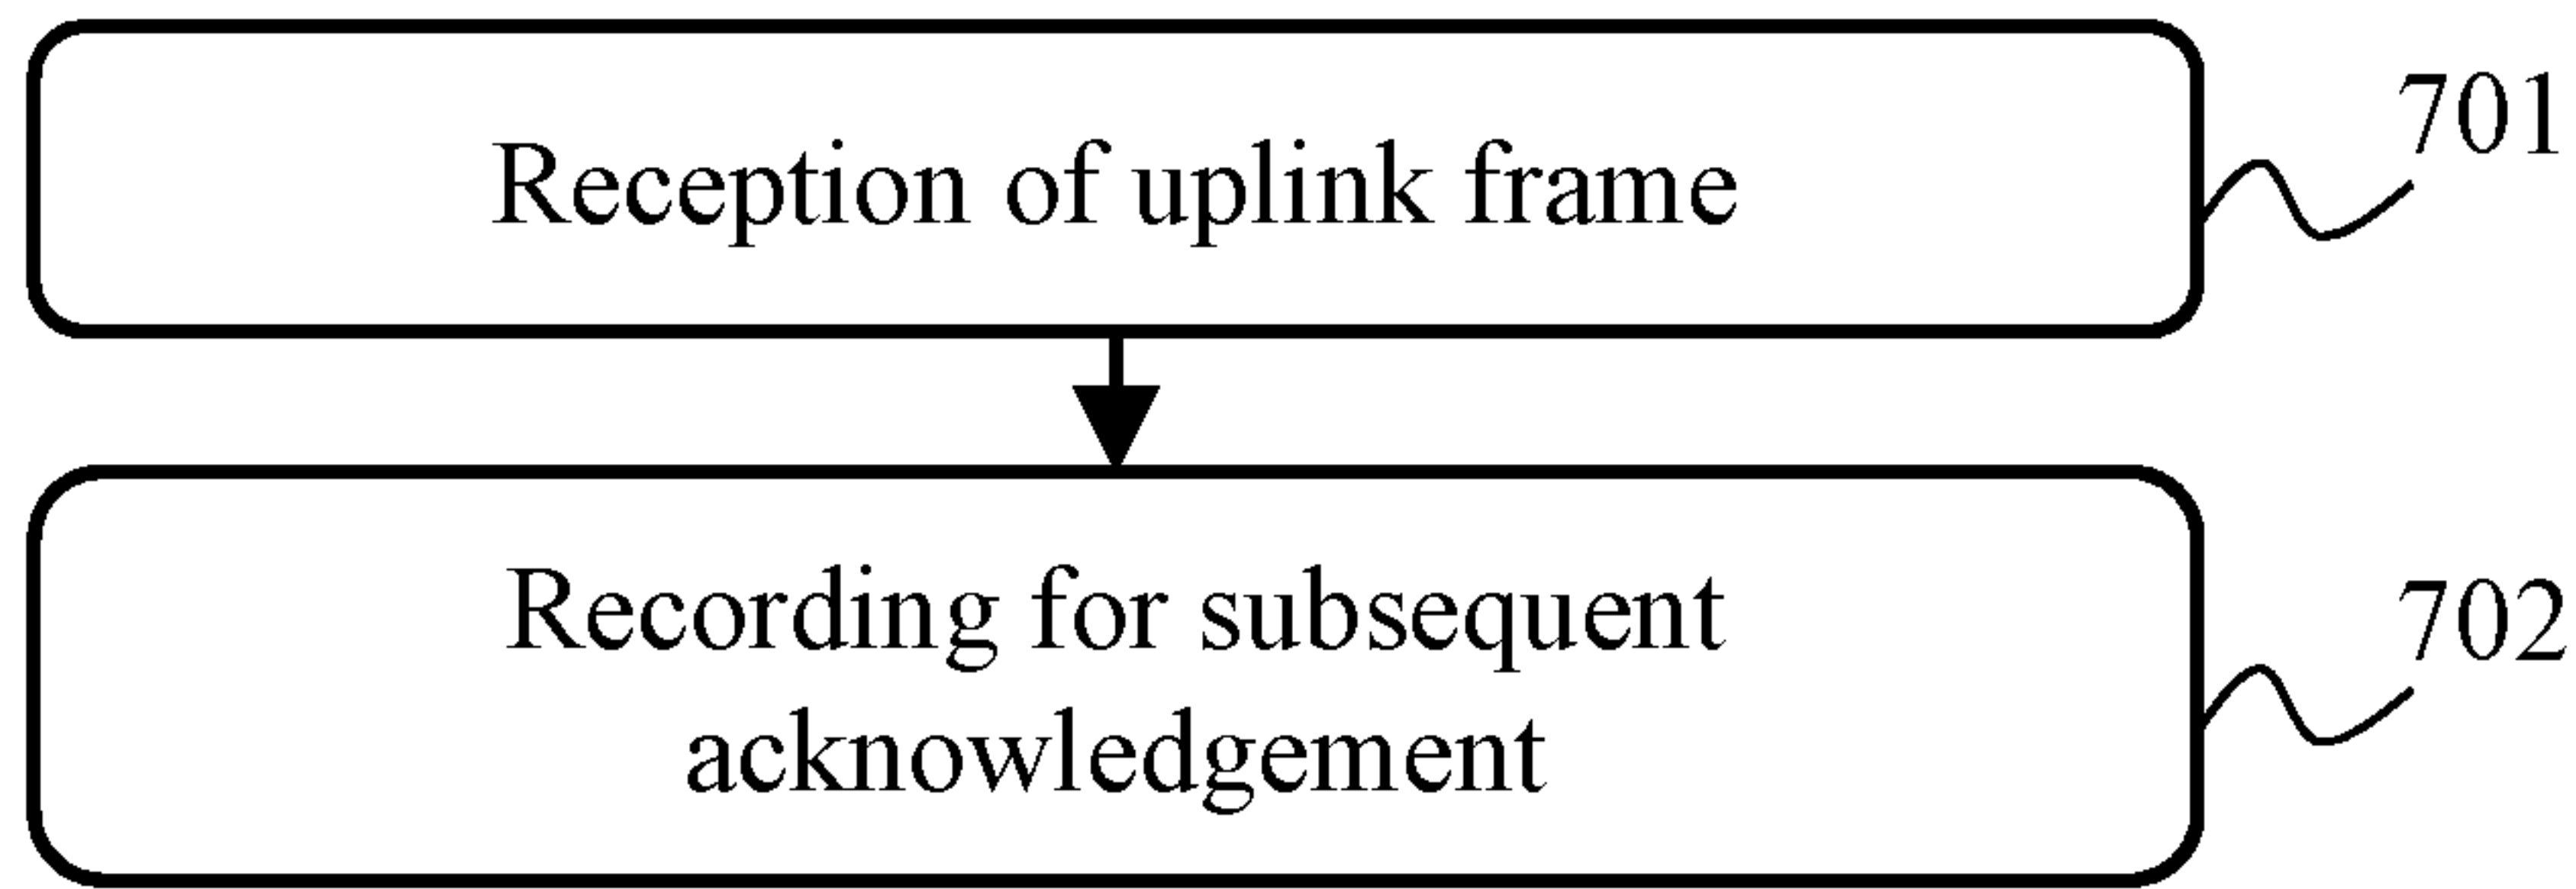 Reception of uplink frame
701
Recording for subsequent
acknowledgement
702